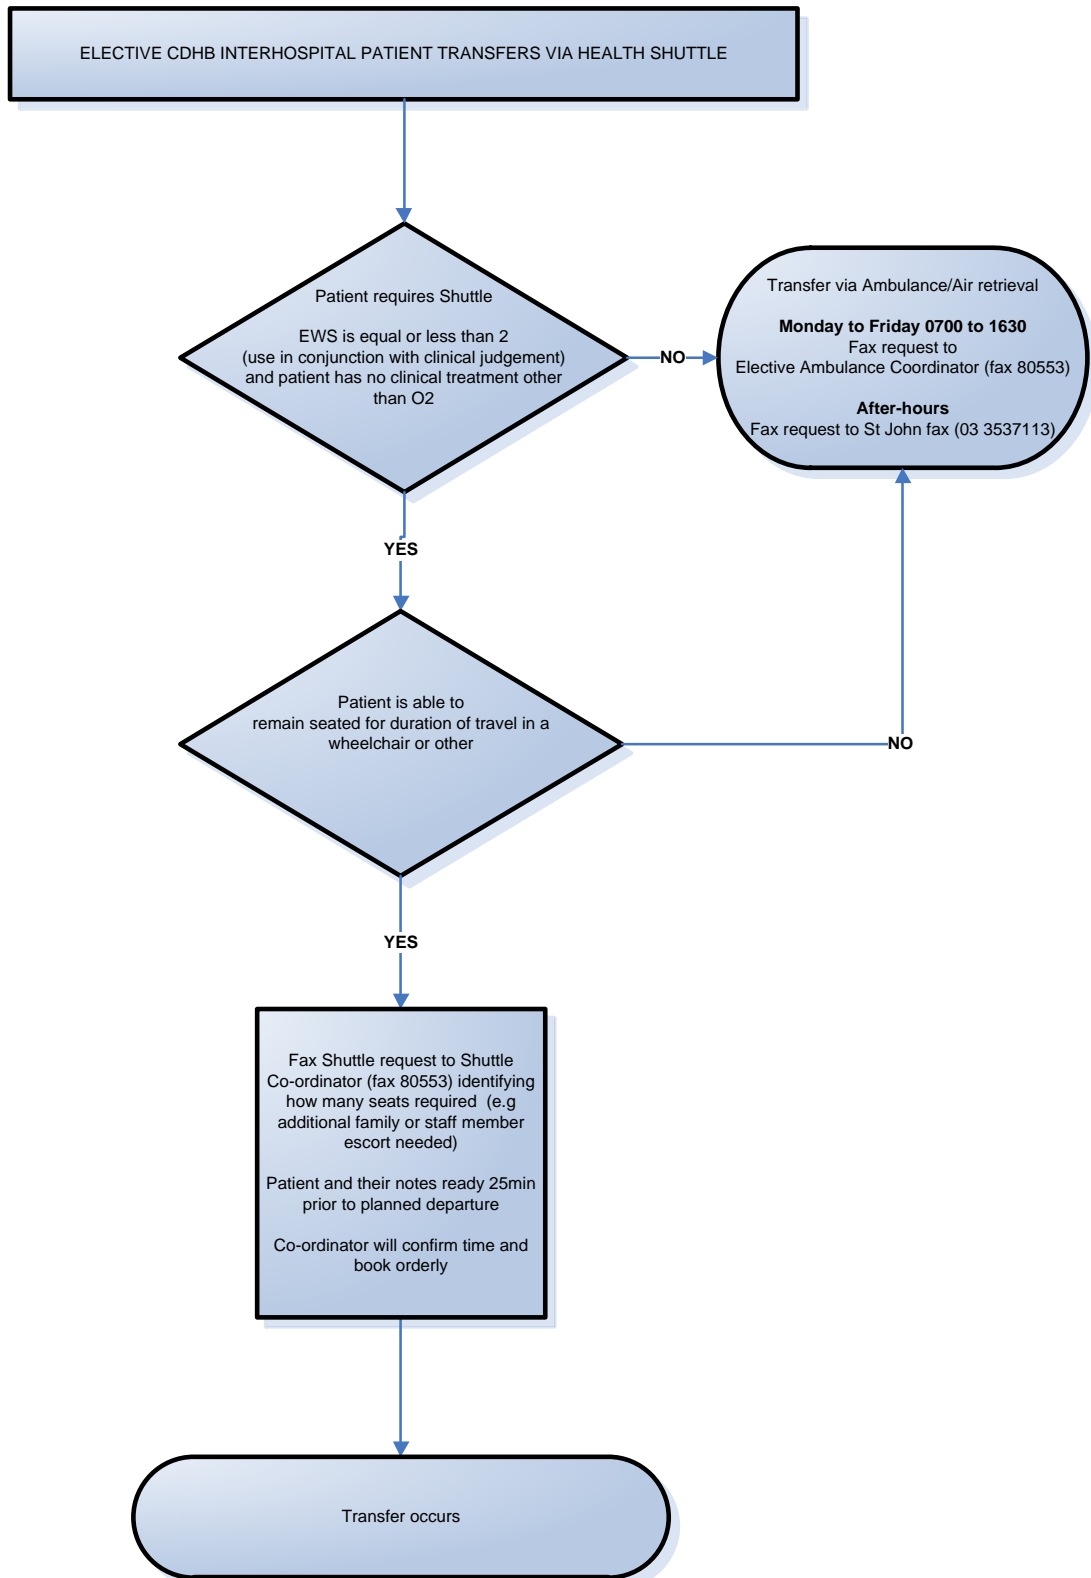 ELECTIVE CDHB INTERHOSPITAL PATIENT TRANSFERS VIA HEALTH SHUTTLE
Patient requires Shuttle
EWS is equal or less than 2
(use in conjunction with clinical judgement)
and patient has no clinical treatment other
than O2
NO
Transfer via Ambulance/Air retrieval
Monday to Friday 0700 to 1630
Fax request to
Elective Ambulance Coordinator (fax 80553)
After-hours
Fax request to St John fax (03 3537113)
YES
Patient is able to
remain seated for duration of travel in a
wheelchair or other
NO
YES
Fax Shuttle request to Shuttle
Co-ordinator (fax 80553) identifying
how many seats required (e.g
additional family or staff member
escort needed)
Patient and their notes ready 25min
prior to planned departure
Co-ordinator will confirm time and
book orderly
Transfer occurs